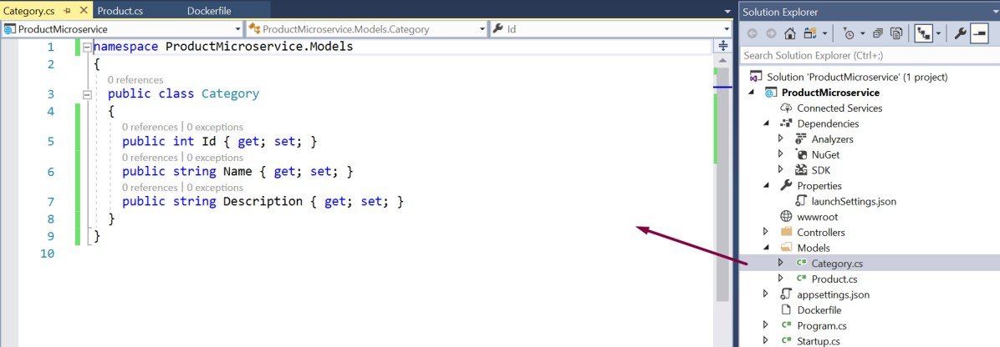 Category.cs
Product.cs
Dockerfile
ProductMicroservice
ProductMicroservice.Models.Category
Id
1 namespace ProductMicroservice.Models
2 {
0 references
3 public class Category
4 {
0 references | 0 exceptions
5 public int Id { get; set; }
0 references | 0 exceptions
6 public string Name { get; set; }
0 references | 0 exceptions
7 public string Description { get; set; }
8 }
9 }
10
Solution Explorer
Search Solution Explorer (Ctrl+;)
Solution 'ProductMicroservice' (1 project)
ProductMicroservice
Connected Services
Dependencies
Analyzers
NuGet
SDK
Properties
launchSettings.json
wwwroot
Controllers
Models
C# Category.cs
C# Product.cs
appsettings.json
Dockerfile
C# Program.cs
C# Startup.cs